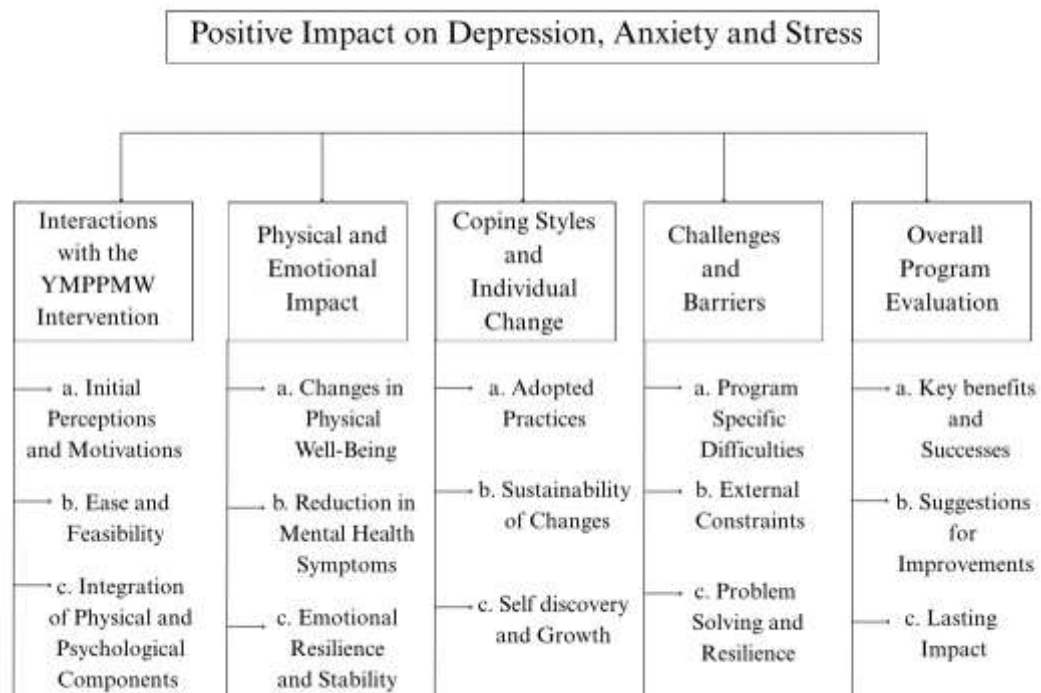 Positive Impact on Depression, Anxiety and Stress
Interactions
with the
YMPPMW
Intervention
a. Initial
Perceptions
and Motivations
b. Ease and
Feasibility
c. Integration
of Physical and
Psychological
Components
Physical and
Emotional
Impact
a. Changes in
Physical
Well-Being
b. Reduction in
Mental Health
Symptoms
c. Emotional
Resilience
and Stability
Coping Styles
and
Individual
Change
a. Adopted
Practices
b. Sustainability
of Changes
c. Self discovery
and Growth
Challenges
and
Barriers
a. Program
Specific
Difficulties
b. External
Constraints
c. Problem
Solving and
Resilience
Overall
Program
Evaluation
a. Key benefits
and
Successes
b. Suggestions
for
Improvements
c. Lasting
Impact